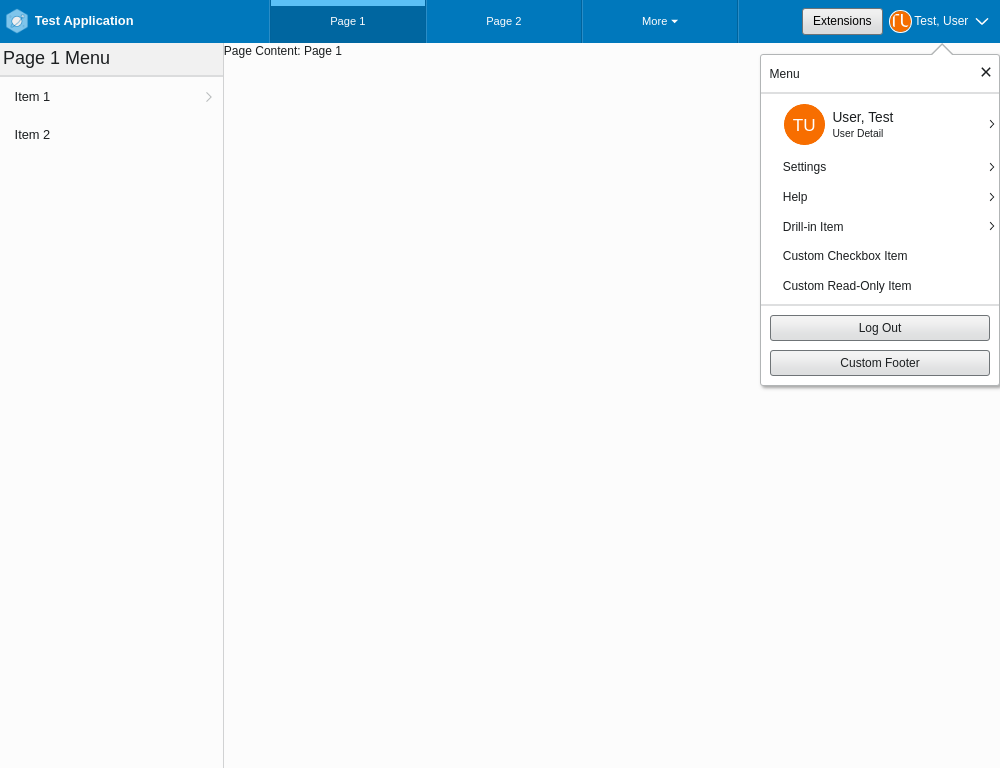 Test Application
Page 1
Page 2
More
Extensions
Test, User
Page 1 Menu
Item 1
Item 2
Page Content: Page 1
Menu
TU
User, Test
User Detail
Settings
Help
Drill-in Item
Custom Checkbox Item
Custom Read-Only Item
Log Out
Custom Footer